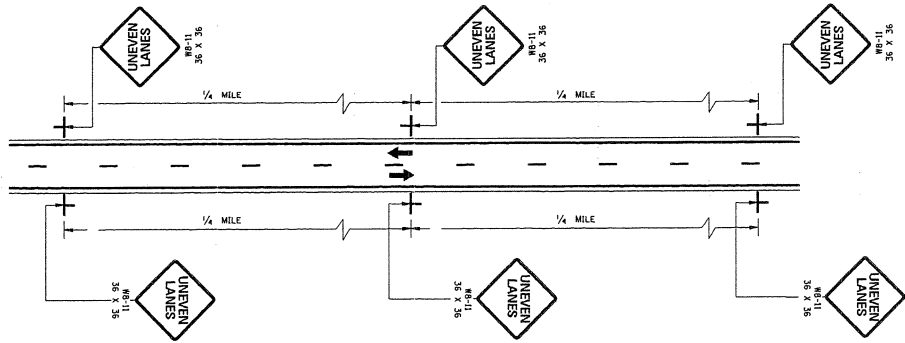 UNEVEN
LANES
W8-11
36 X 36
UNEVEN
LANES
W8-11
36 X 36
UNEVEN
LANES
W8-11
36 X 36
1/4 MILE
1/4 MILE
1/4 MILE
1/4 MILE
UNEVEN
LANES
W8-11
36 X 36
UNEVEN
LANES
W8-11
36 X 36
UNEVEN
LANES
W8-11
36 X 36